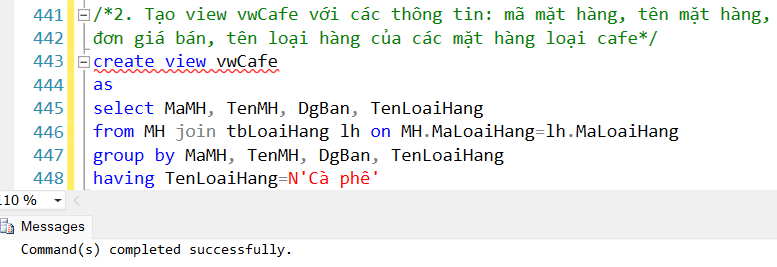 441 /*2. Tạo view vwCafe với các thông tin: mã mặt hàng, tên mặt hàng,
442 đơn giá bán, tên loại hàng của các mặt hàng loại cafe*/
443 create view vwCafe
444 as
445 select MaMH, TenMH, DgBan, TenLoaiHang
446 from MH join tbLoaiHang lh on MH.MaLoaiHang=lh.MaLoaiHang
447 group by MaMH, TenMH, DgBan, TenLoaiHang
448 having TenLoaiHang=N'Cà phê'
110 %
Messages
Command(s) completed successfully.